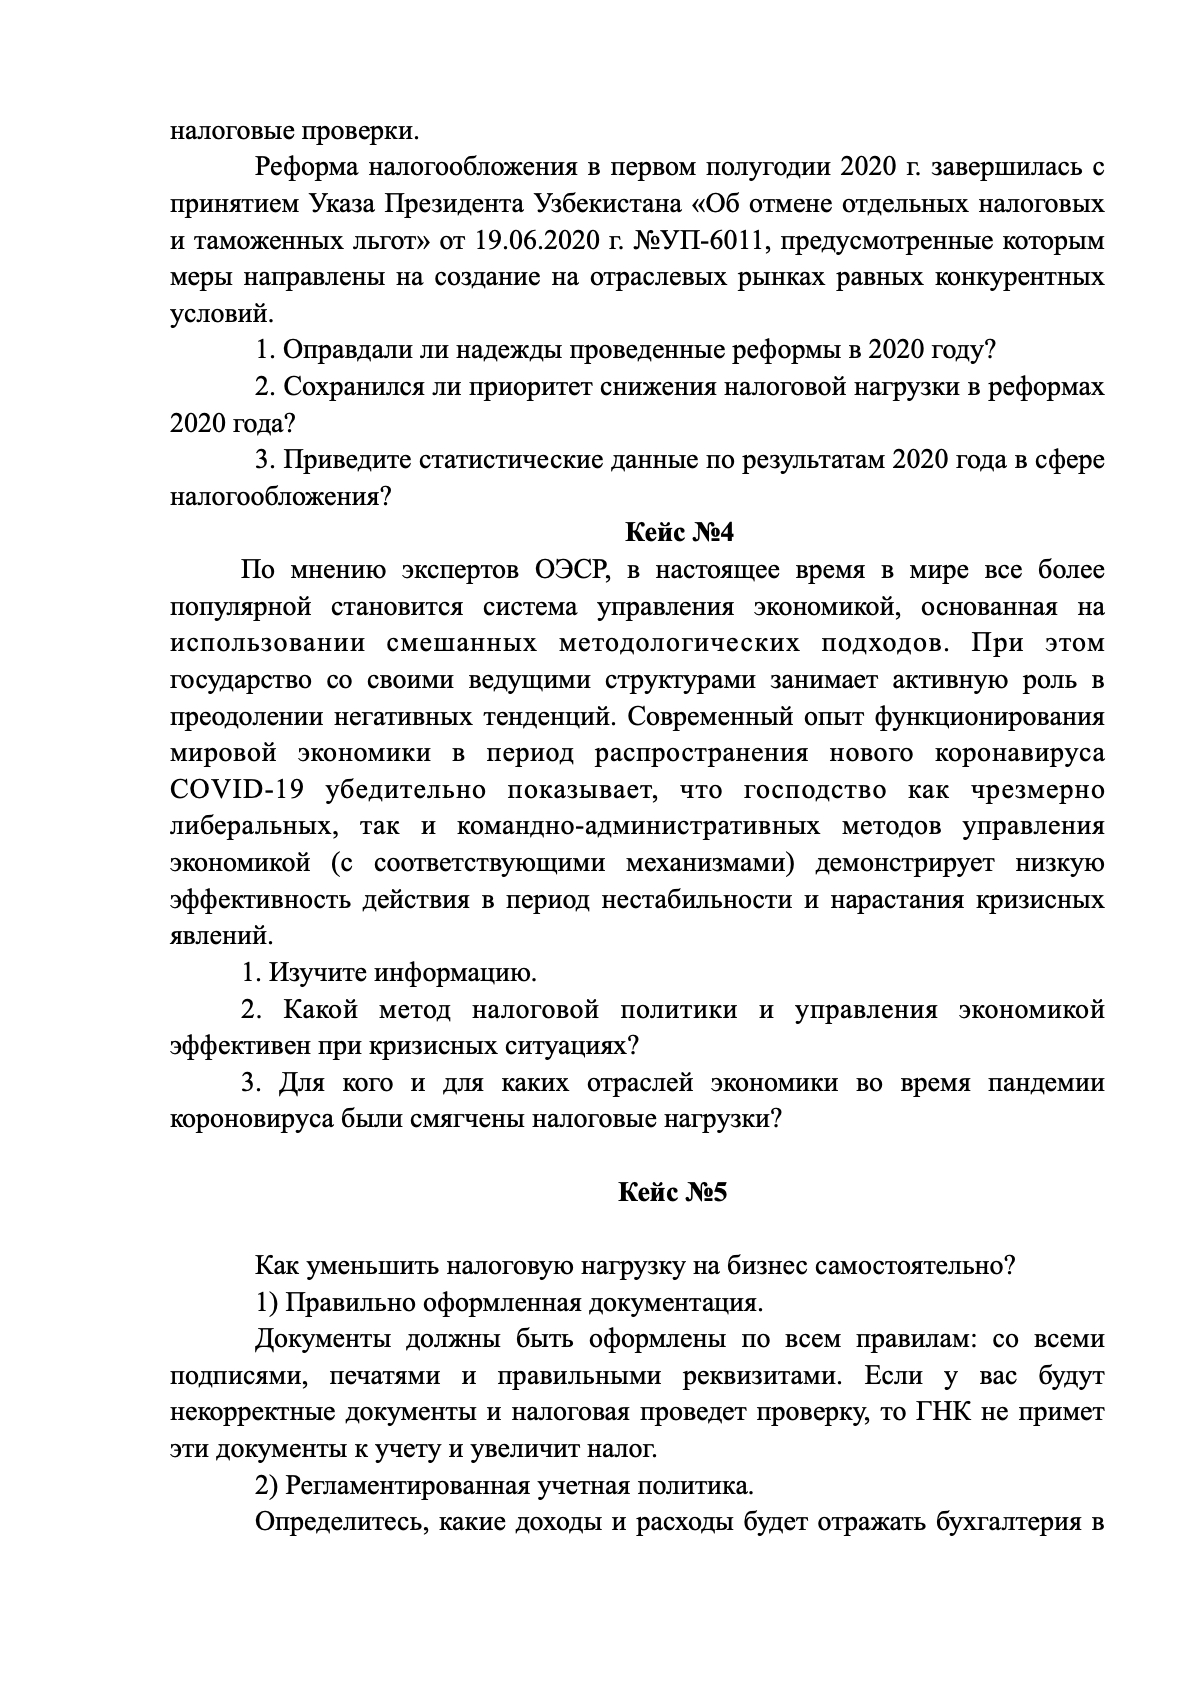 налоговые проверки.
Реформа налогообложения в первом полугодии 2020 г. завершилась с
принятием Указа Президента Узбекистана «Об отмене отдельных налоговых
и таможенных льгот» от 19.06.2020 г. №УП-6011, предусмотренные которым
меры направлены на создание на отраслевых рынках равных конкурентных
условий.
1. Оправдали ли надежды проведенные реформы в 2020 году?
2. Сохранился ли приоритет снижения налоговой нагрузки в реформах
2020 года?
3. Приведите статистические данные по результатам 2020 года в сфере
налогообложения?
Кейс №4
По мнению экспертов ОЭСР, в настоящее время в мире все более
популярной становится система управления экономикой, основанная на
использовании смешанных методологических подходов. При этом
государство со своими ведущими структурами занимает активную роль в
преодолении негативных тенденций. Современный опыт функционирования
мировой экономики в период распространения нового коронавируса
COVID-19 убедительно показывает, что господство как чрезмерно
либеральных, так и командно-административных методов управления
экономикой (с соответствующими механизмами) демонстрирует низкую
эффективность действия в период нестабильности и нарастания кризисных
явлений.
1. Изучите информацию.
2. Какой метод налоговой политики и управления экономикой
эффективен при кризисных ситуациях?
3. Для кого и для каких отраслей экономики во время пандемии
короновируса были смягчены налоговые нагрузки?
Кейс №5
Как уменьшить налоговую нагрузку на бизнес самостоятельно?
1) Правильно оформленная документация.
Документы должны быть оформлены по всем правилам: со всеми
подписями, печатями и правильными реквизитами. Если у вас будут
некорректные документы и налоговая проведет проверку, то ГНК не примет
эти документы к учету и увеличит налог.
2) Регламентированная учетная политика.
Определитесь, какие доходы и расходы будет отражать бухгалтерия в